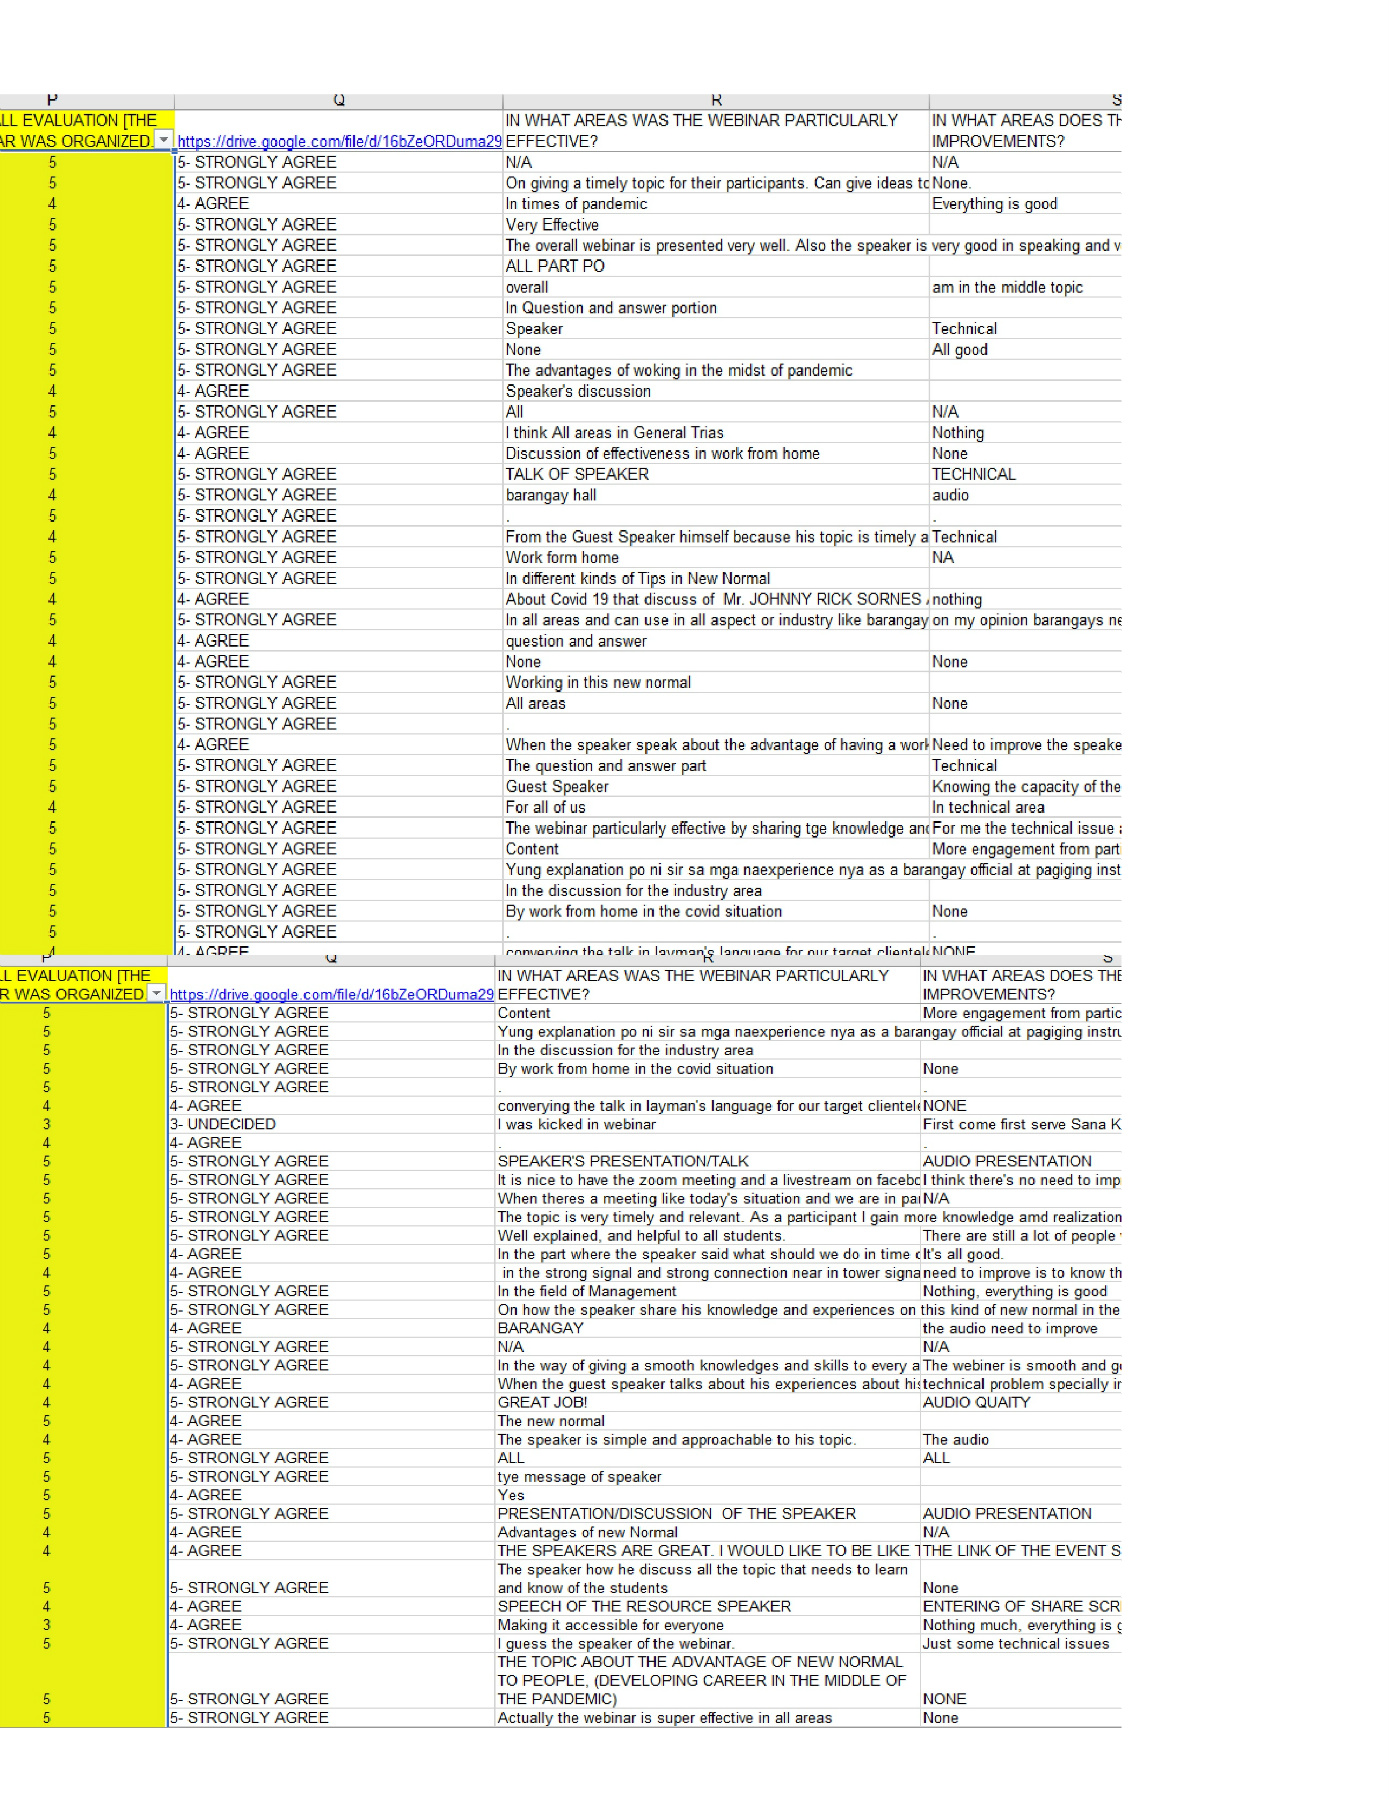 P Q R S
ALL EVALUATION [THE IN WHAT AREAS WAS THE WEBINAR PARTICULARLY IN WHAT AREAS DOES TH
AR WAS ORGANIZED. https://drive.google.com/file/d/16bZeORDuma29 EFFECTIVE? IMPROVEMENTS?
5 5- STRONGLY AGREE N/A N/A
5 5- STRONGLY AGREE On giving a timely topic for their participants. Can give ideas to None.
4 4- AGREE In times of pandemic Everything is good
5 5- STRONGLY AGREE Very Effective
5 5- STRONGLY AGREE The overall webinar is presented very well. Also the speaker is very good in speaking and v
5 5- STRONGLY AGREE ALL PART PO
5 5- STRONGLY AGREE overall am in the middle topic
5 5- STRONGLY AGREE In Question and answer portion
5 5- STRONGLY AGREE Speaker Technical
5 5- STRONGLY AGREE None All good
5 5- STRONGLY AGREE The advantages of woking in the midst of pandemic
4 4- AGREE Speaker's discussion
5 5- STRONGLY AGREE All N/A
4 4- AGREE I think All areas in General Trias Nothing
5 4- AGREE Discussion of effectiveness in work from home None
5 5- STRONGLY AGREE TALK OF SPEAKER TECHNICAL
4 5- STRONGLY AGREE barangay hall audio
5 5- STRONGLY AGREE . .
4 5- STRONGLY AGREE From the Guest Speaker himself because his topic is timely a Technical
5 5- STRONGLY AGREE Work form home NA
5 5- STRONGLY AGREE In different kinds of Tips in New Normal
4 4- AGREE About Covid 19 that discuss of Mr. JOHNNY RICK SORNES nothing
5 5- STRONGLY AGREE In all areas and can use in all aspect or industry like barangay on my opinion barangays ne
4 4- AGREE question and answer
4 4- AGREE None None
5 5- STRONGLY AGREE Working in this new normal
5 5- STRONGLY AGREE All areas None
5 5- STRONGLY AGREE .
5 4- AGREE When the speaker speak about the advantage of having a work Need to improve the speake
5 5- STRONGLY AGREE The question and answer part Technical
5 5- STRONGLY AGREE Guest Speaker Knowing the capacity of the
4 5- STRONGLY AGREE For all of us In technical area
5 5- STRONGLY AGREE The webinar particularly effective by sharing tge knowledge and For me the technical issue
5 5- STRONGLY AGREE Content More engagement from parti
5 5- STRONGLY AGREE Yung explanation po ni sir sa mga naexperience nya as a barangay official at pagiging inst
5 5- STRONGLY AGREE In the discussion for the industry area
5 5- STRONGLY AGREE By work from home in the covid situation None
5 5- STRONGLY AGREE . .
4 4- AGREE converying the talk in layman's language for our target clientele NONE
P Q R S
LL EVALUATION [THE IN WHAT AREAS WAS THE WEBINAR PARTICULARLY IN WHAT AREAS DOES THE
R WAS ORGANIZED. https://drive.google.com/file/d/16bZeORDuma29 EFFECTIVE? IMPROVEMENTS?
5 5- STRONGLY AGREE Content More engagement from partic
5 5- STRONGLY AGREE Yung explanation po ni sir sa mga naexperience nya as a barangay official at pagiging instru
5 5- STRONGLY AGREE In the discussion for the industry area
5 5- STRONGLY AGREE By work from home in the covid situation None
5 5- STRONGLY AGREE . .
4 4- AGREE converying the talk in layman's language for our target clientele NONE
3 3- UNDECIDED I was kicked in webinar First come first serve Sana K
4 4- AGREE . .
5 5- STRONGLY AGREE SPEAKER'S PRESENTATION/TALK AUDIO PRESENTATION
5 5- STRONGLY AGREE It is nice to have the zoom meeting and a livestream on facebo I think there's no need to imp
5 5- STRONGLY AGREE When theres a meeting like today's situation and we are in pan N/A
5 5- STRONGLY AGREE The topic is very timely and relevant. As a participant I gain more knowledge amd realization
5 5- STRONGLY AGREE Well explained, and helpful to all students. There are still a lot of people
4 4- AGREE In the part where the speaker said what should we do in time o It's all good.
4 4- AGREE in the strong signal and strong connection near in tower signa need to improve is to know th
5 5- STRONGLY AGREE In the field of Management Nothing, everything is good
5 5- STRONGLY AGREE On how the speaker share his knowledge and experiences on this kind of new normal in the
4 4- AGREE BARANGAY the audio need to improve
4 5- STRONGLY AGREE N/A N/A
4 5- STRONGLY AGREE In the way of giving a smooth knowledges and skills to every a The webiner is smooth and go
4 4- AGREE When the guest speaker talks about his experiences about his technical problem specially in
4 5- STRONGLY AGREE GREAT JOB! AUDIO QUAITY
5 4- AGREE The new normal
4 4- AGREE The speaker is simple and approachable to his topic. The audio
5 5- STRONGLY AGREE ALL ALL
5 5- STRONGLY AGREE tye message of speaker
5 4- AGREE Yes
5 5- STRONGLY AGREE PRESENTATION/DISCUSSION OF THE SPEAKER AUDIO PRESENTATION
4 4- AGREE Advantages of new Normal N/A
4 4- AGREE THE SPEAKERS ARE GREAT. I WOULD LIKE TO BE LIKE T THE LINK OF THE EVENT S
The speaker how he discuss all the topic that needs to learn
5 5- STRONGLY AGREE and know of the students None
4 4- AGREE SPEECH OF THE RESOURCE SPEAKER ENTERING OF SHARE SCR
3 4- AGREE Making it accessible for everyone Nothing much, everything is g
5 5- STRONGLY AGREE I guess the speaker of the webinar. Just some technical issues
THE TOPIC ABOUT THE ADVANTAGE OF NEW NORMAL
TO PEOPLE, (DEVELOPING CAREER IN THE MIDDLE OF
5 5- STRONGLY AGREE THE PANDEMIC) NONE
5 5- STRONGLY AGREE Actually the webinar is super effective in all areas None